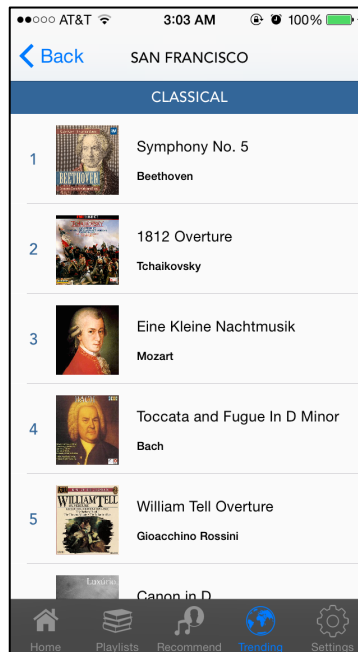 AT&T 3:03 AM 100%
Back SAN FRANCISCO
CLASSICAL
1
BEETHOVEN
Symphony No. 5
Beethoven
2
1812 Overture
Tchaikovsky
3
Eine Kleine Nachtmusik
Mozart
4
BACH
Toccata and Fugue In D Minor
Bach
5
WILLIAM TELL
William Tell Overture
Gioacchino Rossini
Luxúria
Canon in D
Home Playlists Recommend Trending Settings